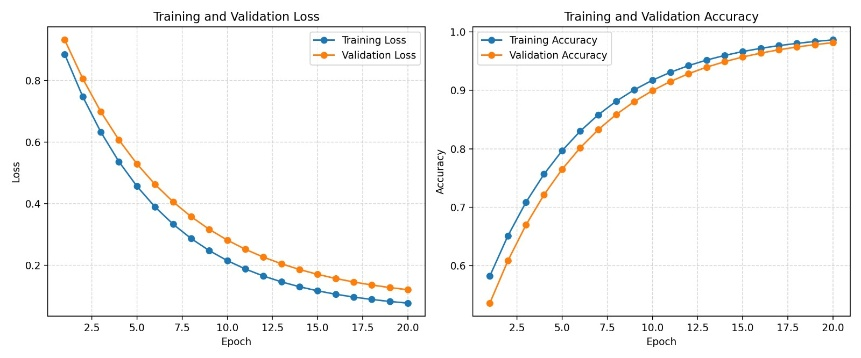 Training and Validation Loss
Training Loss
Validation Loss
0.8
0.6
0.4
0.2
Loss
2.5 5.0 7.5 10.0 12.5 15.0 17.5 20.0
Epoch
Training and Validation Accuracy
Training Accuracy
Validation Accuracy
1.0
0.9
0.8
0.7
0.6
Accuracy
2.5 5.0 7.5 10.0 12.5 15.0 17.5 20.0
Epoch